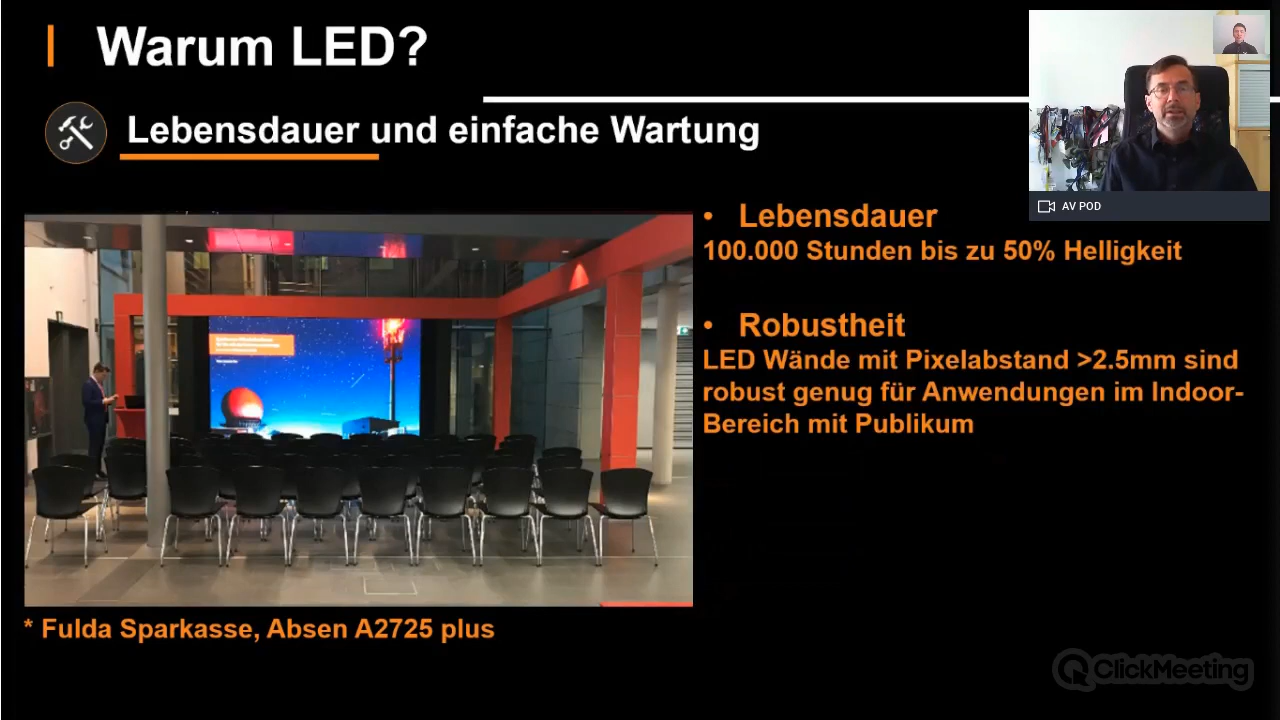 Warum LED?
Lebensdauer und einfache Wartung
AV POD
• Lebensdauer
100.000 Stunden bis zu 50% Helligkeit
• Robustheit
LED Wände mit Pixelabstand >2.5mm sind
robust genug für Anwendungen im Indoor-
Bereich mit Publikum
* Fulda Sparkasse, Absen A2725 plus
ClickMeeting